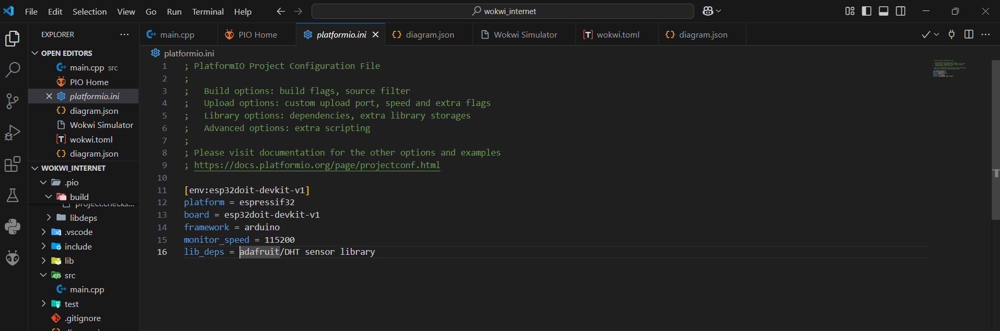 File Edit Selection View Go Run Terminal Help
wokwi_internet
EXPLORER
main.cpp PIO Home platformio.ini diagram.json Wokwi Simulator wokwi.toml diagram.json
OPEN EDITORS
main.cpp src
PIO Home
platformio.ini
diagram.json
Wokwi Simulator
wokwi.toml
diagram.json
WOKWI_INTERNET
.pio
build
project.checks...
libdeps
.vscode
include
lib
src
main.cpp
test
.gitignore
platformio.ini
1 ; PlatformIO Project Configuration File
2 ;
3 ;   Build options: build flags, source filter
4 ;   Upload options: custom upload port, speed and extra flags
5 ;   Library options: dependencies, extra library storages
6 ;   Advanced options: extra scripting
7 ;
8 ; Please visit documentation for the other options and examples
9 ; https://docs.platformio.org/page/projectconf.html
10
11 [env:esp32doit-devkit-v1]
12 platform = espressif32
13 board = esp32doit-devkit-v1
14 framework = arduino
15 monitor_speed = 115200
16 lib_deps = adafruit/DHT sensor library